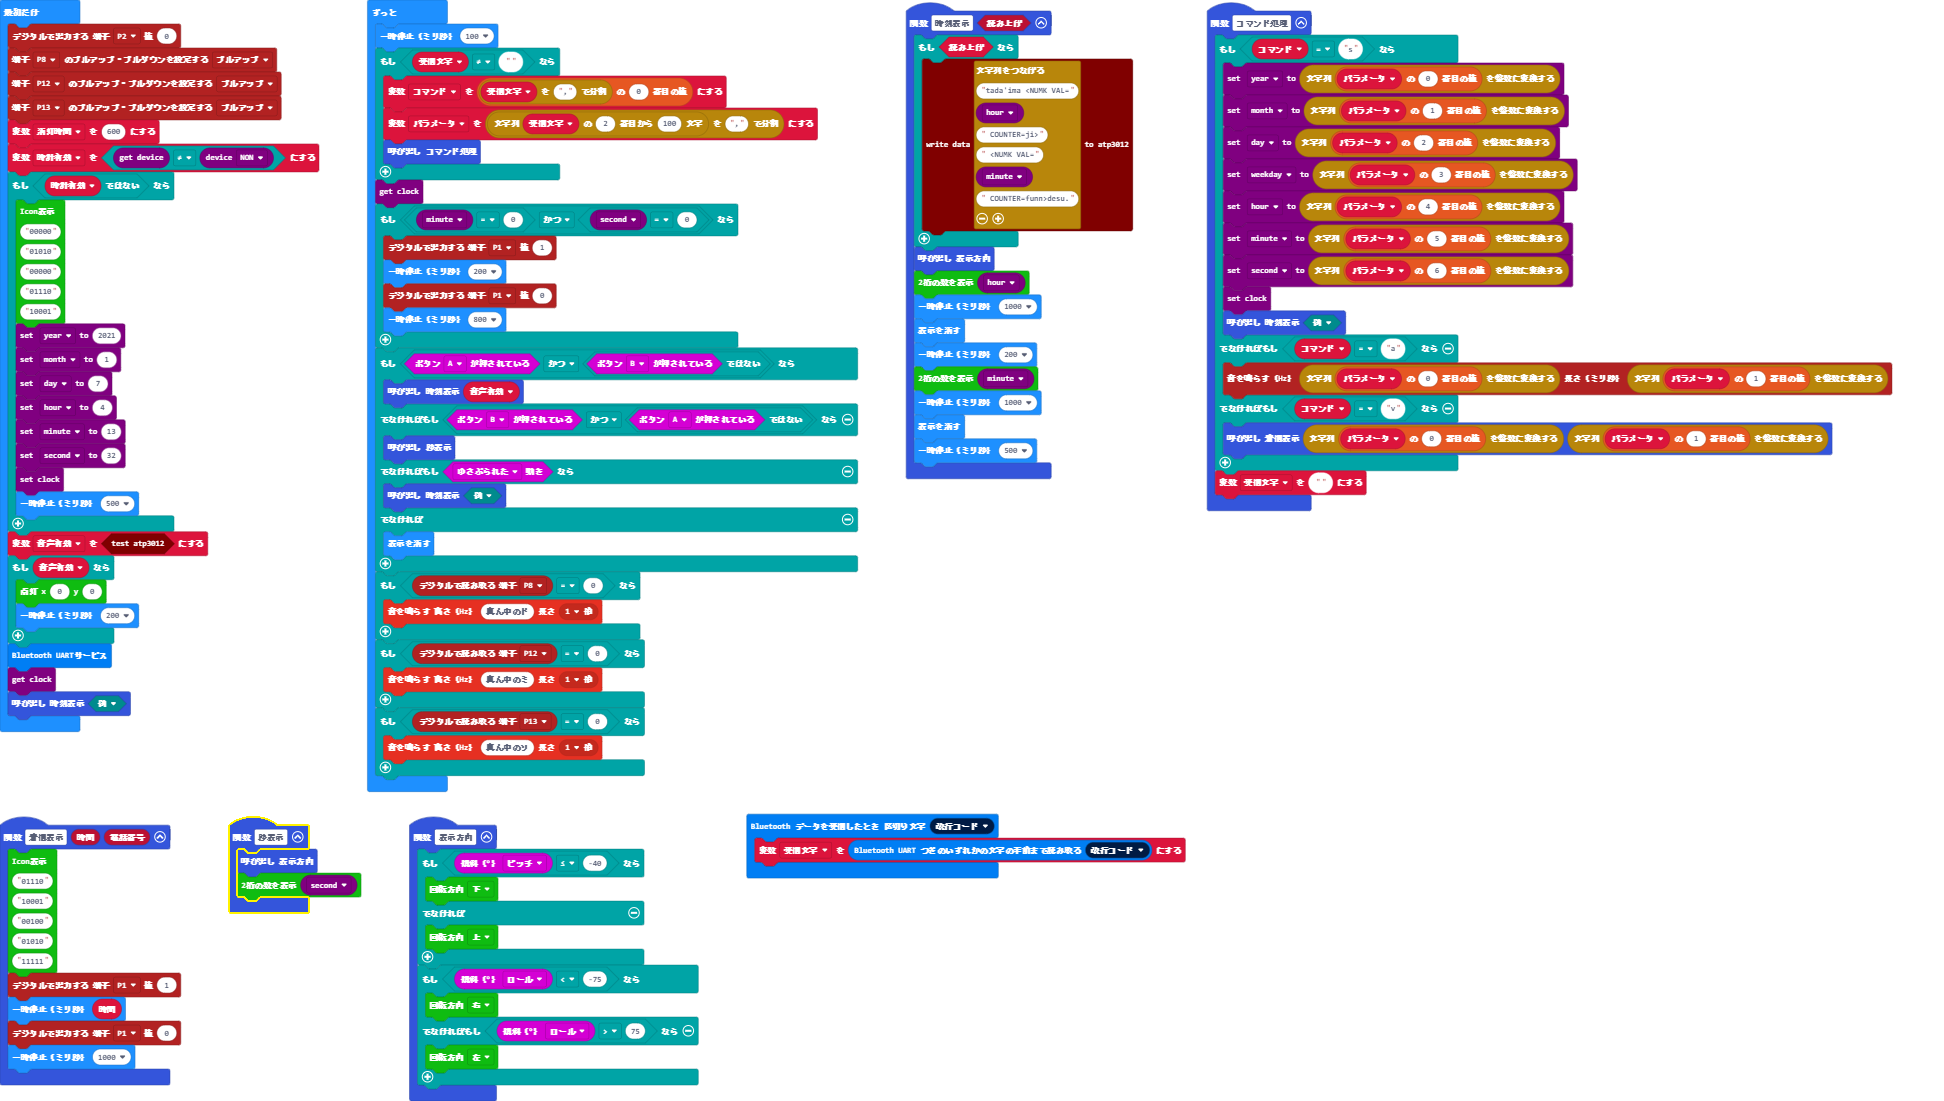 最初だけ
デジタルで出力する 端子 P2 値 0
端子 P8 のプルアップ・プルダウンを設定する プルアップ
端子 P12 のプルアップ・プルダウンを設定する プルアップ
端子 P13 のプルアップ・プルダウンを設定する プルアップ
変数 消灯時間 を 600 にする
変数 時計有効 を get device ≠ device NON にする
もし 時計有効 ではない なら
Icon表示
"00000"
"01010"
"00000"
"01110"
"10001"
set year to 2021
set month to 1
set day to 7
set hour to 4
set minute to 13
set second to 32
set clock
一時停止 (ミリ秒) 500
変数 音声有効 を test atp3012 にする
もし 音声有効 なら
点灯 x 0 y 0
一時停止 (ミリ秒) 200
Bluetooth UARTサービス
get clock
呼び出し 時刻表示 偽
ずっと
一時停止 (ミリ秒) 100
もし 受信文字 ≠ "" なら
変数 コマンド を 受信文字 を "," で分割 の 0 番目の値 にする
変数 パラメータ を 文字列 受信文字 の 2 番目から 100 文字 を "," で分割 にする
呼び出し コマンド処理
get clock
もし minute = 0 かつ second = 0 なら
デジタルで出力する 端子 P1 値 1
一時停止 (ミリ秒) 200
デジタルで出力する 端子 P1 値 0
一時停止 (ミリ秒) 800
もし ボタン A が押されている かつ ボタン B が押されている ではない なら
呼び出し 時刻表示 音声有効
でなければもし ボタン B が押されている かつ ボタン A が押されている ではない なら
呼び出し 秒表示
でなければもし ゆさぶられた 動き なら
呼び出し 時刻表示 偽
でなければ
表示を消す
もし デジタルで読み取る 端子 P8 = 0 なら
音を鳴らす 高さ (Hz) 真ん中のド 長さ 1 拍
もし デジタルで読み取る 端子 P12 = 0 なら
音を鳴らす 高さ (Hz) 真ん中のミ 長さ 1 拍
もし デジタルで読み取る 端子 P13 = 0 なら
音を鳴らす 高さ (Hz) 真ん中のソ 長さ 1 拍
関数 時刻表示 読み上げ
もし 読み上げ なら
文字列をつなげる
"tada'ima <NUMK VAL="
hour
" COUNTER=ji>"
" <NUMK VAL="
write data to atp3012
minute
" COUNTER=funn>desu."
呼び出し 表示方向
2桁の数を表示 hour
一時停止 (ミリ秒) 1000
表示を消す
一時停止 (ミリ秒) 200
2桁の数を表示 minute
一時停止 (ミリ秒) 1000
表示を消す
一時停止 (ミリ秒) 500
関数 コマンド処理
もし コマンド = "s" なら
set year to 文字列 パラメータ の 0 番目の値 を整数に変換する
set month to 文字列 パラメータ の 1 番目の値 を整数に変換する
set day to 文字列 パラメータ の 2 番目の値 を整数に変換する
set weekday to 文字列 パラメータ の 3 番目の値 を整数に変換する
set hour to 文字列 パラメータ の 4 番目の値 を整数に変換する
set minute to 文字列 パラメータ の 5 番目の値 を整数に変換する
set second to 文字列 パラメータ の 6 番目の値 を整数に変換する
set clock
呼び出し 時刻表示 偽
でなければもし コマンド = "a" なら
音を鳴らす (Hz) 文字列 パラメータ の 0 番目の値 を整数に変換する 長さ (ミリ秒) 文字列 パラメータ の 1 番目の値 を整数に変換する
でなければもし コマンド = "v" なら
呼び出し 着信表示 文字列 パラメータ の 0 番目の値 を整数に変換する 文字列 パラメータ の 1 番目の値 を整数に変換する
変数 受信文字 を "" にする
関数 着信表示 時間 電話番号
Icon表示
"01110"
"10001"
"00100"
"01010"
"11111"
デジタルで出力する 端子 P1 値 1
一時停止 (ミリ秒) 時間
デジタルで出力する 端子 P1 値 0
一時停止 (ミリ秒) 1000
関数 秒表示
呼び出し 表示方向
2桁の数を表示 second
関数 表示方向
もし 傾斜 (°) ピッチ ≤ -40 なら
回転方向 下
でなければ
回転方向 上
もし 傾斜 (°) ロール < -75 なら
回転方向 右
でなければもし 傾斜 (°) ロール > 75 なら
回転方向 左
Bluetooth データを受信したとき 区切り文字 改行コード
変数 受信文字 を Bluetooth UART つぎのいずれかの文字の手前まで読み取る 改行コード にする